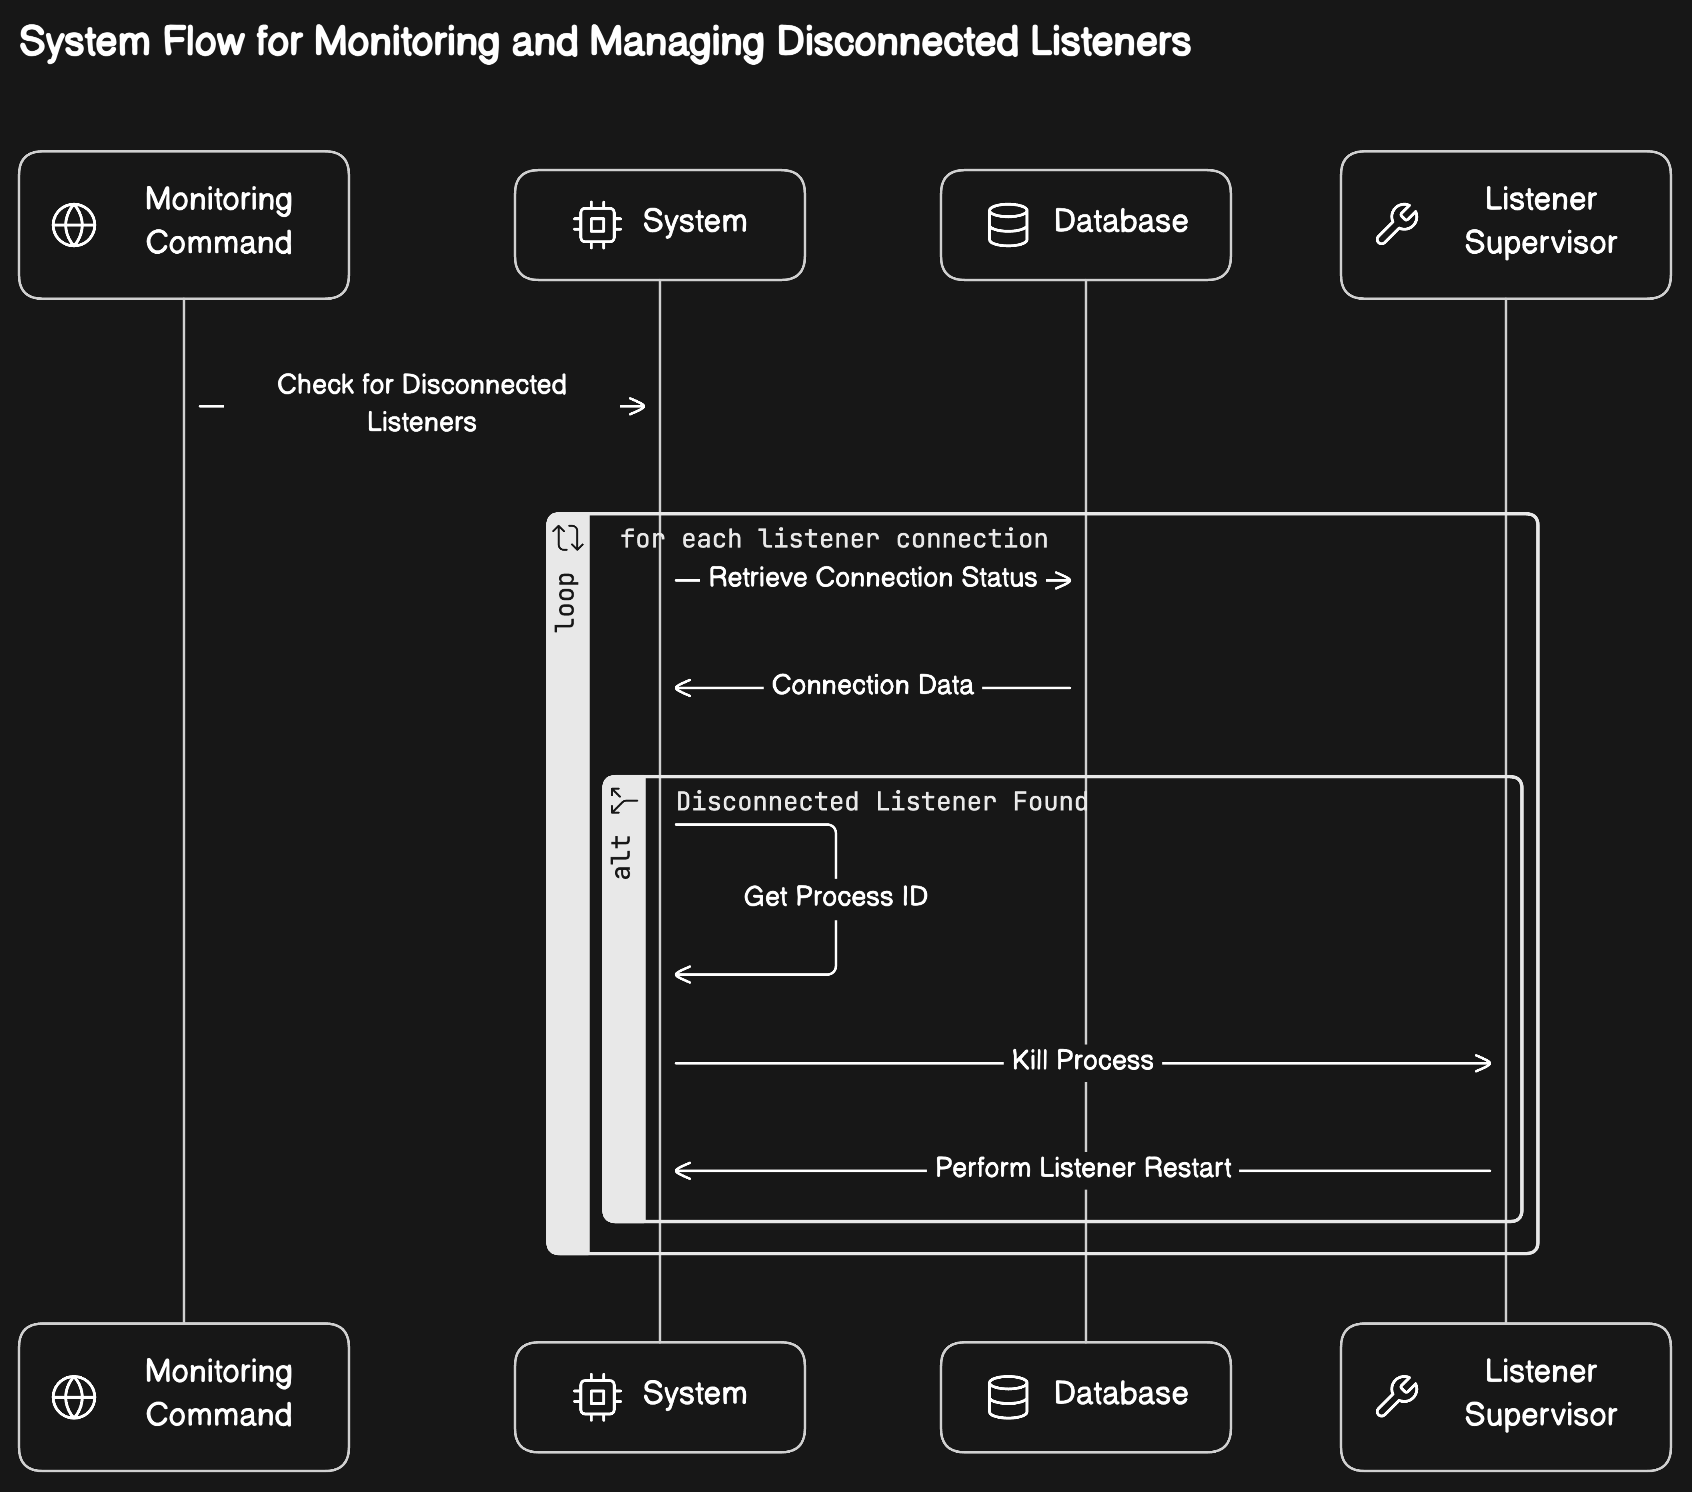 System Flow for Monitoring and Managing Disconnected Listeners
Monitoring
Command
System
Database
Listener
Supervisor
Check for Disconnected
Listeners
loop
for each listener connection
Retrieve Connection Status
Connection Data
alt
Disconnected Listener Found
Get Process ID
Kill Process
Perform Listener Restart
Monitoring
Command
System
Database
Listener
Supervisor